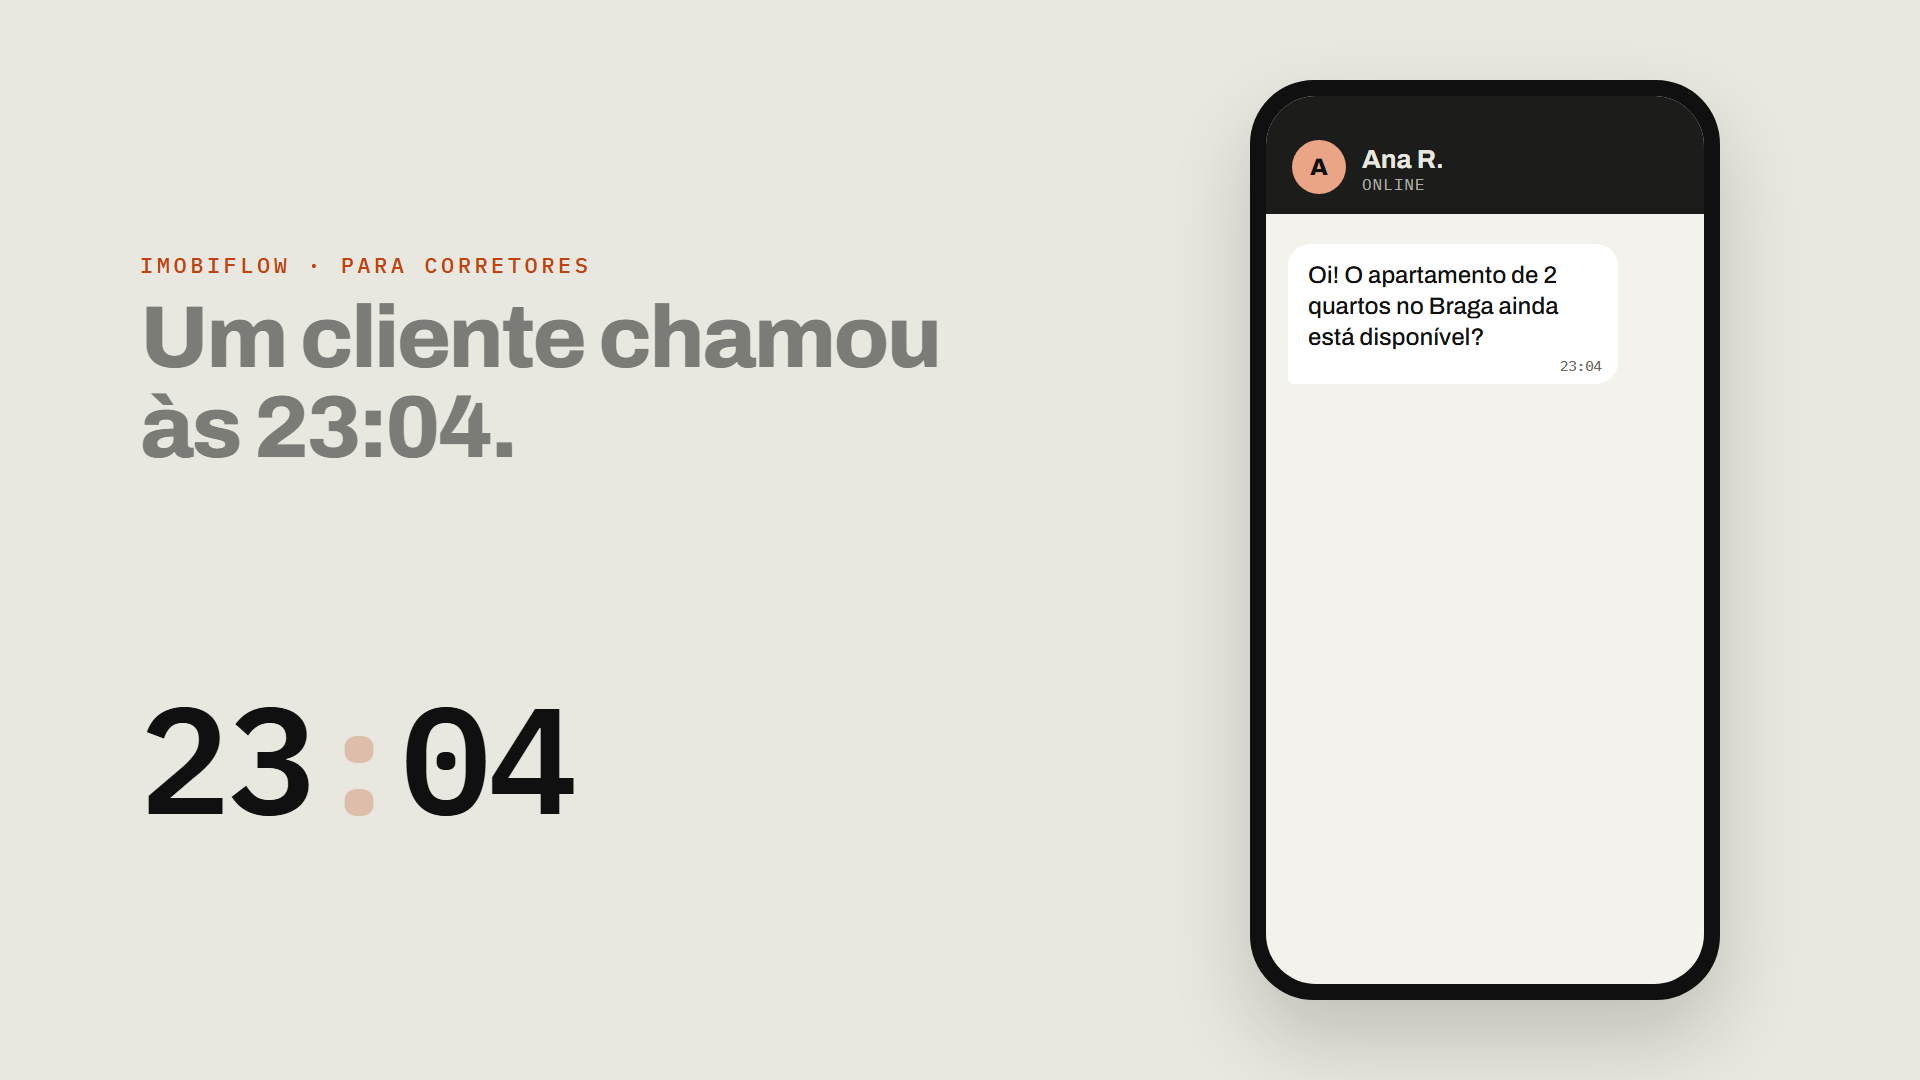 IMOBIFLOW · PARA CORRETORES
Um cliente chamou
às 23:04.
23:04
A
Ana R.
ONLINE
Oi! O apartamento de 2
quartos no Braga ainda
está disponível?
23:04